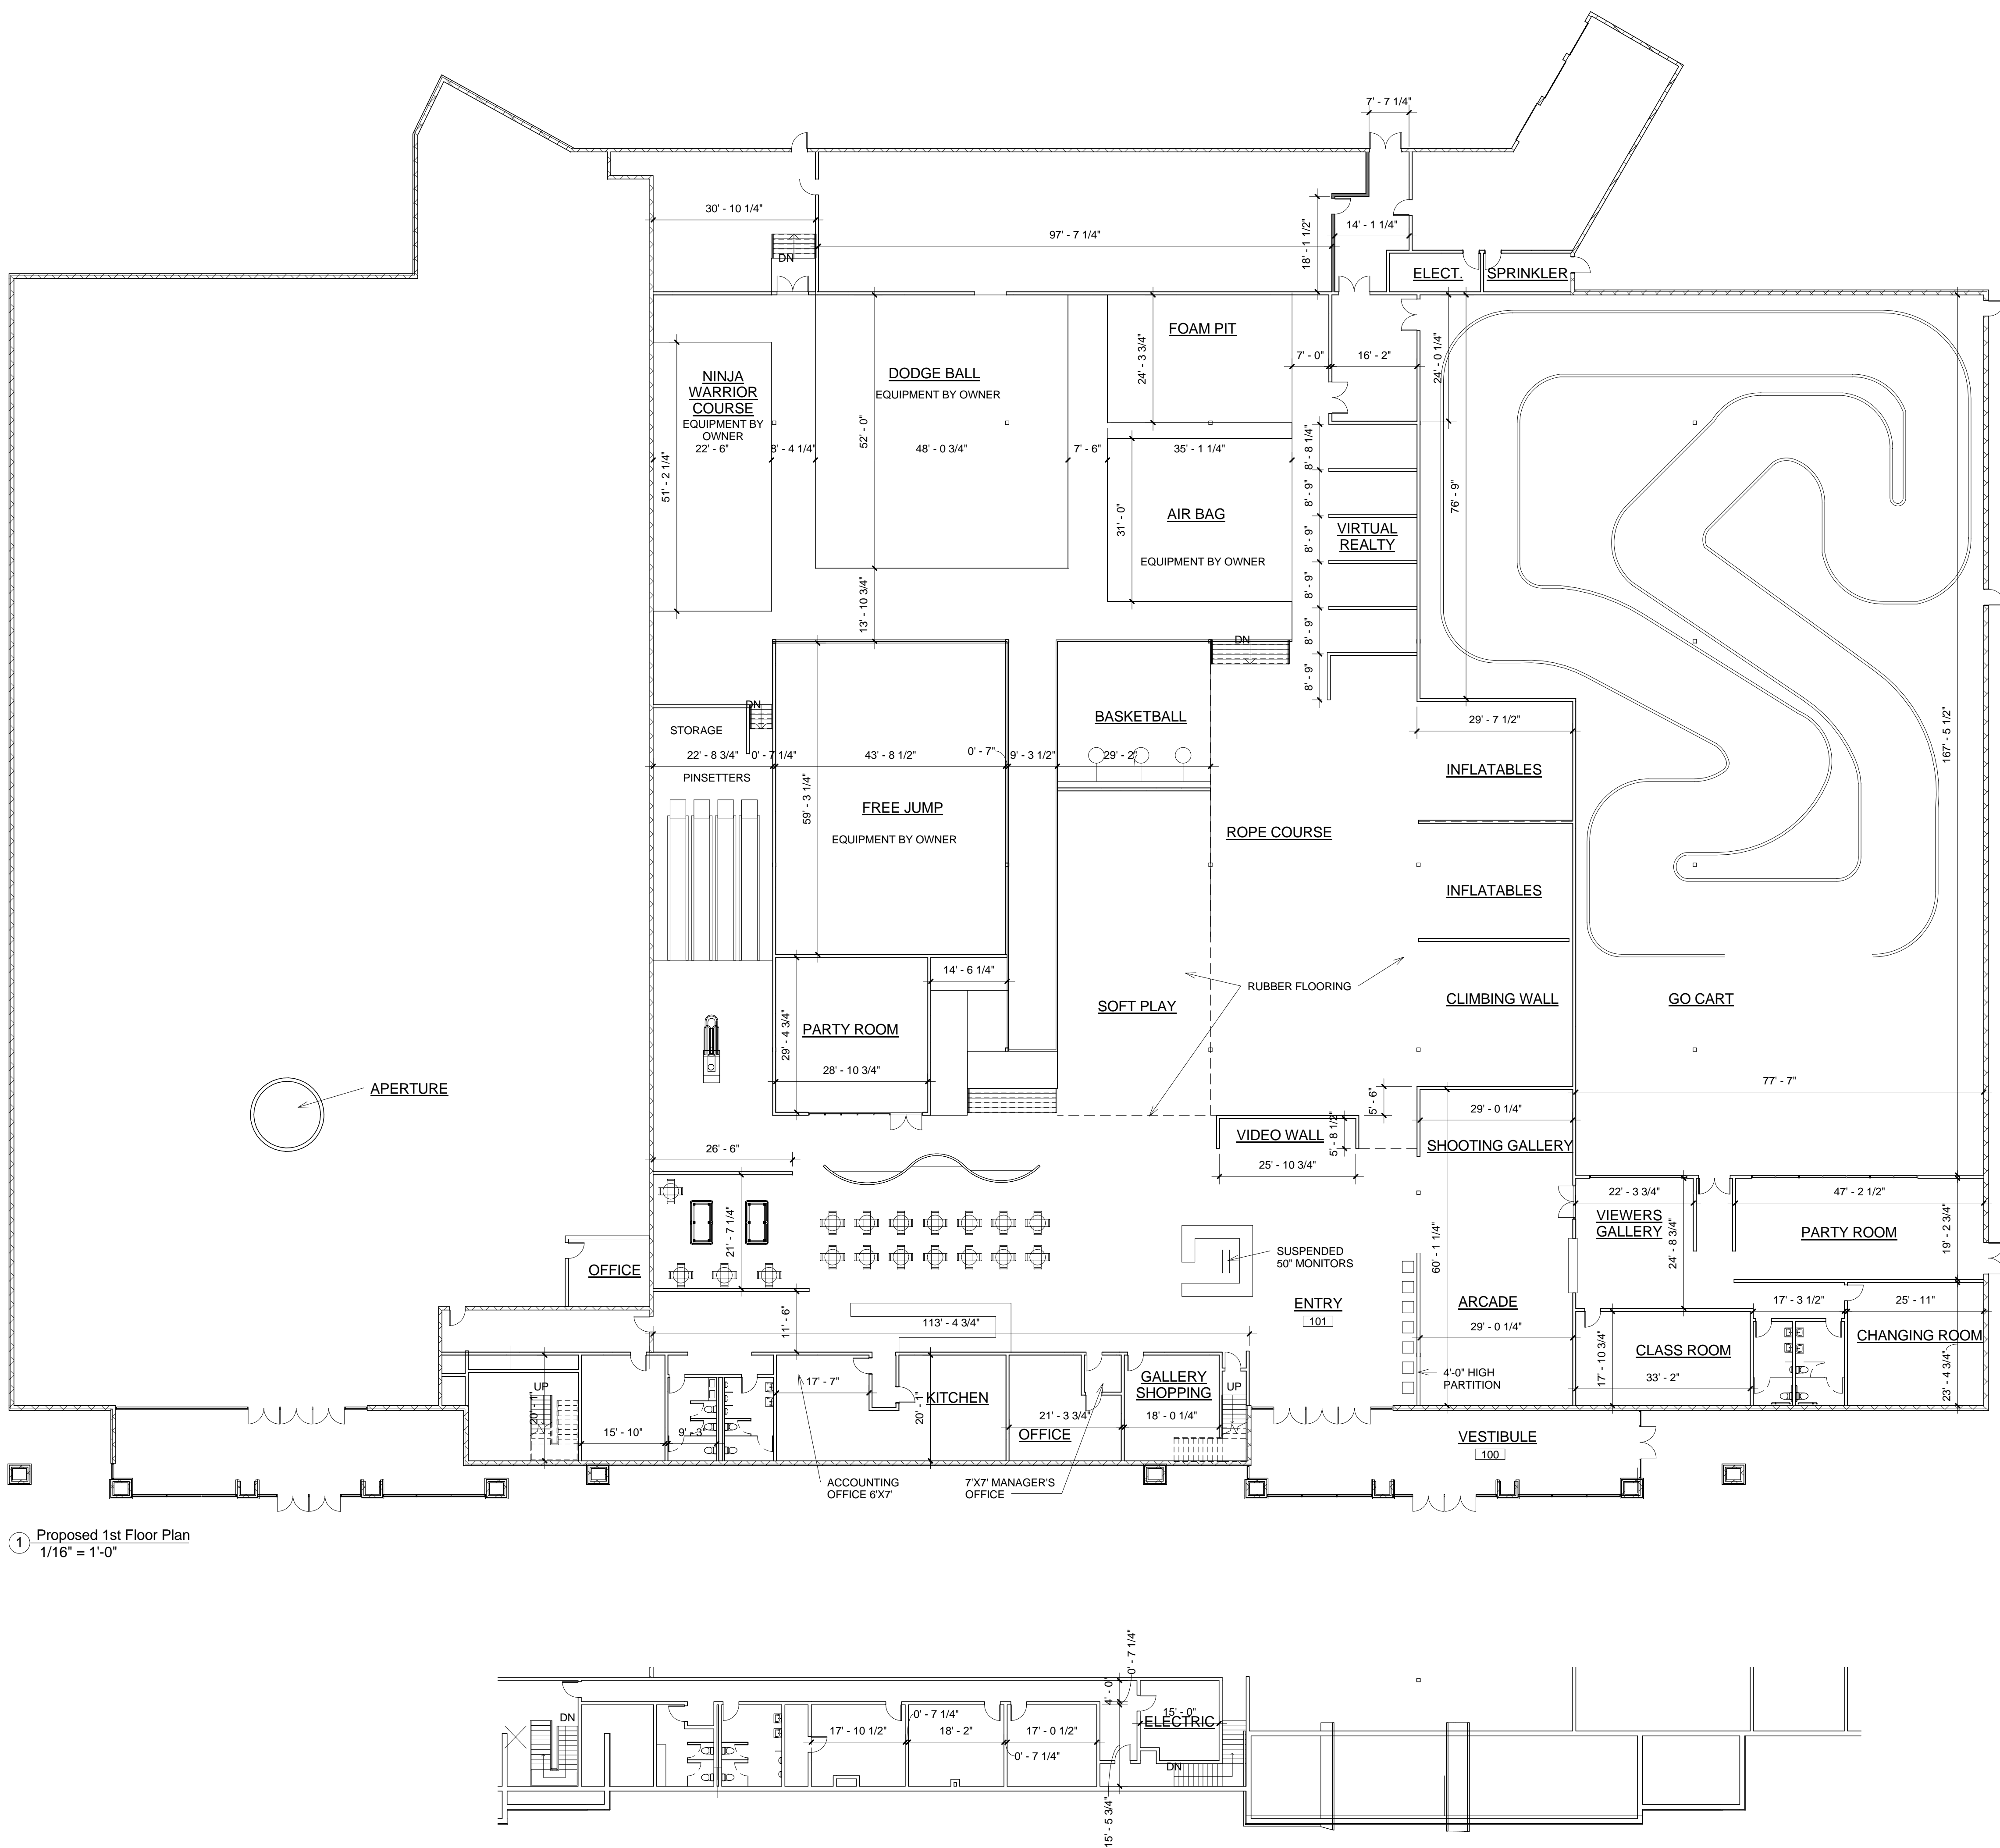 7' - 7 1/4"
30' - 10 1/4"
97' - 7 1/4"
18' - 1 1/2"
14' - 1 1/4"
DN
ELECT.
SPRINKLER
FOAM PIT
24' - 3 3/4"
7' - 0"
16' - 2"
24' - 0 1/4"
NINJA
WARRIOR
COURSE
EQUIPMENT BY
OWNER
22' - 6"
51' - 2 1/4"
8' - 4 1/4"
DODGE BALL
EQUIPMENT BY OWNER
52' - 0"
48' - 0 3/4"
7' - 6"
35' - 1 1/4"
8' - 8 1/4"
8' - 9"
8' - 9"
8' - 9"
8' - 9"
8' - 9"
76' - 9"
AIR BAG
31' - 0"
EQUIPMENT BY OWNER
VIRTUAL
REALTY
13' - 10 3/4"
DN
DN
STORAGE
22' - 8 3/4"
0' - 7 1/4"
PINSETTERS
43' - 8 1/2"
0' - 7"
9' - 3 1/2"
29' - 2"
BASKETBALL
59' - 3 1/4"
FREE JUMP
EQUIPMENT BY OWNER
29' - 7 1/2"
INFLATABLES
ROPE COURSE
INFLATABLES
167' - 5 1/2"
14' - 6 1/4"
RUBBER FLOORING
SOFT PLAY
CLIMBING WALL
GO CART
PARTY ROOM
29' - 4 3/4"
28' - 10 3/4"
77' - 7"
APERTURE
5' - 6"
29' - 0 1/4"
VIDEO WALL
5' - 8 1/2"
25' - 10 3/4"
SHOOTING GALLERY
26' - 6"
21' - 7 1/4"
22' - 3 3/4"
47' - 2 1/2"
VIEWERS
GALLERY
24' - 8 3/4"
PARTY ROOM
19' - 2 3/4"
OFFICE
SUSPENDED
50" MONITORS
60' - 1 1/4"
ENTRY
101
ARCADE
29' - 0 1/4"
11' - 6"
113' - 4 3/4"
17' - 3 1/2"
25' - 11"
CHANGING ROOM
CLASS ROOM
17' - 10 3/4"
33' - 2"
23' - 4 3/4"
4'-0" HIGH
PARTITION
UP
15' - 10"
9' - 3"
17' - 7"
KITCHEN
20' - 1"
21' - 3 3/4"
OFFICE
GALLERY
SHOPPING
18' - 0 1/4"
UP
VESTIBULE
100
ACCOUNTING
OFFICE 6'X7'
7'X7' MANAGER'S
OFFICE
1
Proposed 1st Floor Plan
1/16" = 1'-0"
0' - 7 1/4"
4' - 0"
DN
17' - 10 1/2"
0' - 7 1/4"
18' - 2"
17' - 0 1/2"
0' - 7 1/4"
15' - 0"
ELECTRIC
DN
15' - 5 3/4"